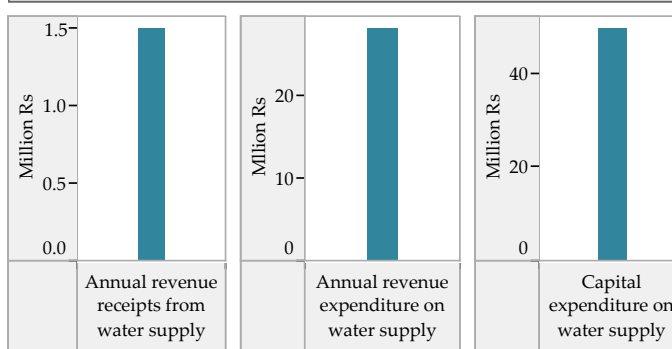 Million Rs
1.5
1.0
0.5
0.0
Annual revenue
receipts from
water supply
Mllion Rs
20
10
0
Annual revenue
expenditure on
water supply
Million Rs
40
20
0
Capital
expenditure on
water supply